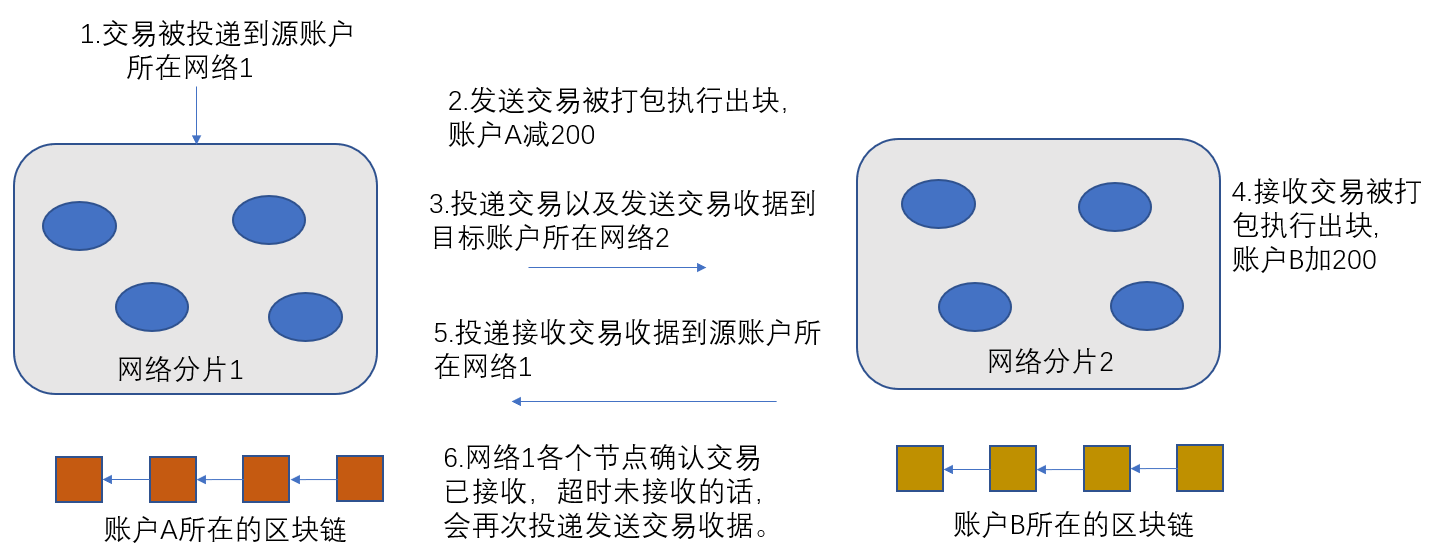 1.交易被投递到源账户
所在网络1
2.发送交易被打包执行出块,
账户A减200
3.投递交易以及发送交易收据到
目标账户所在网络2
4.接收交易被打
包执行出块,
账户B加200
5.投递接收交易收据到源账户所
在网络1
网络分片1
网络分片2
6.网络1各个节点确认交易
已接收，超时未接收的话，
会再次投递发送交易收据。
账户A所在的区块链
账户B所在的区块链